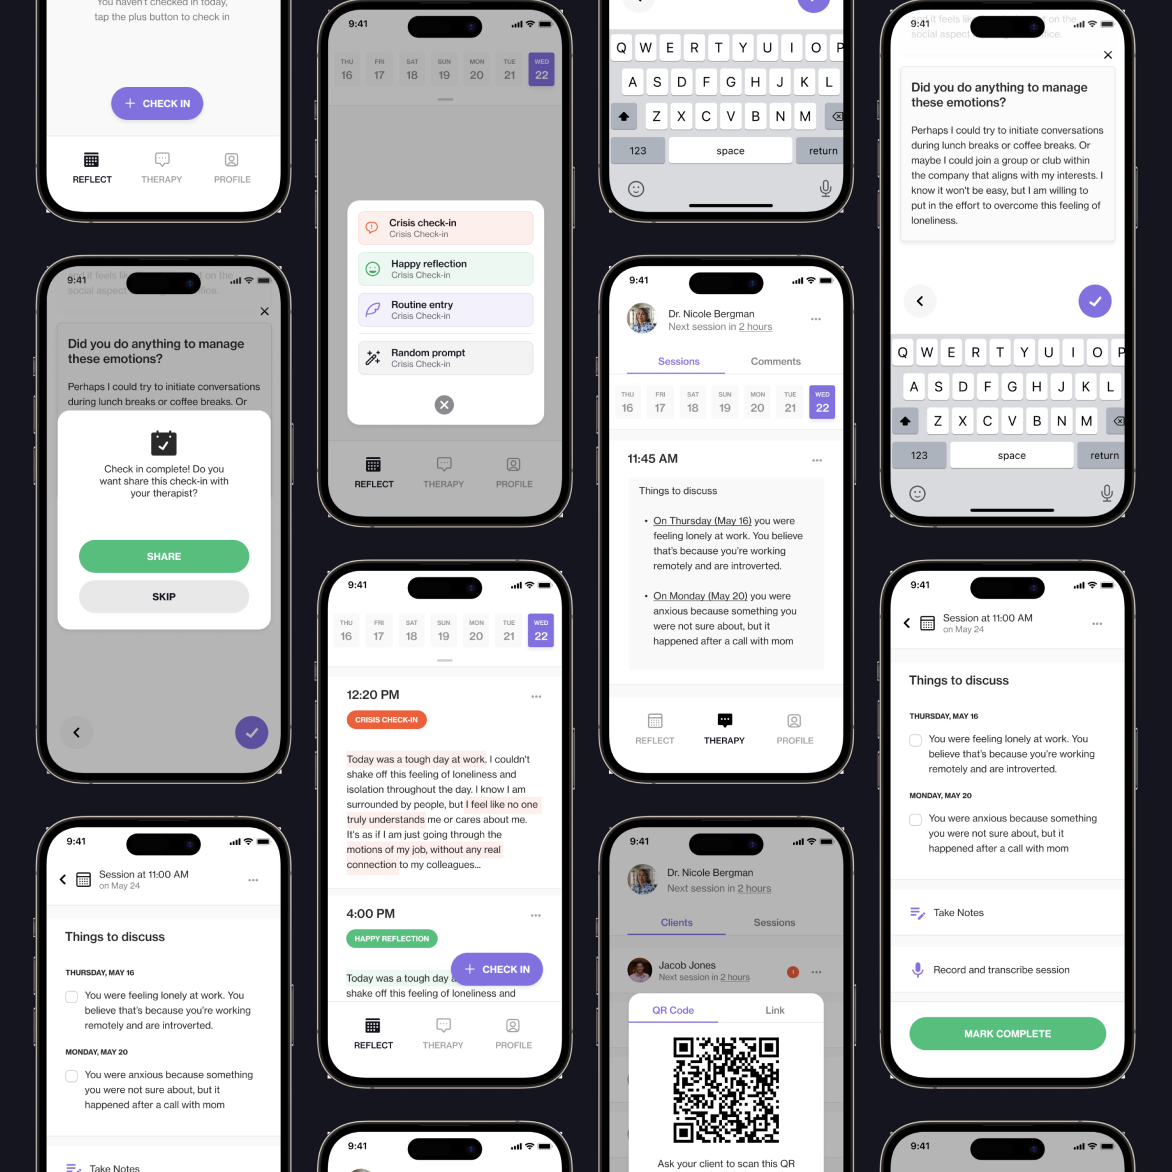 You haven't checked in today,
tap the plus button to check in
+ CHECK IN
REFLECT
THERAPY
PROFILE
9:41
social aspect
Did you do anything to manage
these emotions?
Perhaps I could try to initiate conversations
during lunch breaks or coffee breaks. Or
Check in complete! Do you
want share this check-in with
your therapist?
SHARE
SKIP
9:41
Session at 11:00 AM
on May 24
Things to discuss
THURSDAY, MAY 16
You were feeling lonely at work. You
believe that's because you're working
remotely and are introverted.
MONDAY, MAY 20
You were anxious because something
you were not sure about, but it
happened after a call with mom
Take Notes
9:41
THU FRI SAT SUN MON TUE WED
16 17 18 19 20 21 22
Crisis check-in
Crisis Check-in
Happy reflection
Crisis Check-in
Routine entry
Crisis Check-in
Random prompt
Crisis Check-in
REFLECT
THERAPY
PROFILE
9:41
THU FRI SAT SUN MON TUE WED
16 17 18 19 20 21 22
12:20 PM
CRISIS CHECK-IN
Today was a tough day at work. I couldn't
shake off this feeling of loneliness and
isolation throughout the day. I know I am
surrounded by people, but I feel like no one
truly understands me or cares about me.
It's as if I am just going through the
motions of my job, without any real
connection to my colleagues...
4:00 PM
HAPPY REFLECTION
Today was a tough day a
+ CHECK IN
shake off this feeling of loneliness and
REFLECT
THERAPY
PROFILE
9:41
Q W E R T Y U I O P
A S D F G H J K L
Z X C V B N M
123 space return
9:41
Dr. Nicole Bergman
Next session in 2 hours
Sessions
Comments
THU FRI SAT SUN MON TUE WED
16 17 18 19 20 21 22
11:45 AM
Things to discuss
• On Thursday (May 16) you were
feeling lonely at work. You believe
that's because you're working
remotely and are introverted.
• On Monday (May 20) you were
anxious because something you
were not sure about, but it
happened after a call with mom
REFLECT
THERAPY
PROFILE
9:41
Dr. Nicole Bergman
Next session in 2 hours
Clients
Sessions
Jacob Jones
Next session in 2 hours
QR Code
Link
Ask your client to scan this QR
9:41
social aspect
Did you do anything to manage
these emotions?
Perhaps I could try to initiate conversations
during lunch breaks or coffee breaks. Or
maybe I could join a group or club within
the company that aligns with my interests. I
know it won't be easy, but I am willing to
put in the effort to overcome this feeling of
loneliness.
Q W E R T Y U I O P
A S D F G H J K L
Z X C V B N M
123 space return
9:41
Session at 11:00 AM
on May 24
Things to discuss
THURSDAY, MAY 16
You were feeling lonely at work. You
believe that's because you're working
remotely and are introverted.
MONDAY, MAY 20
You were anxious because something
you were not sure about, but it
happened after a call with mom
Take Notes
Record and transcribe session
MARK COMPLETE
9:41